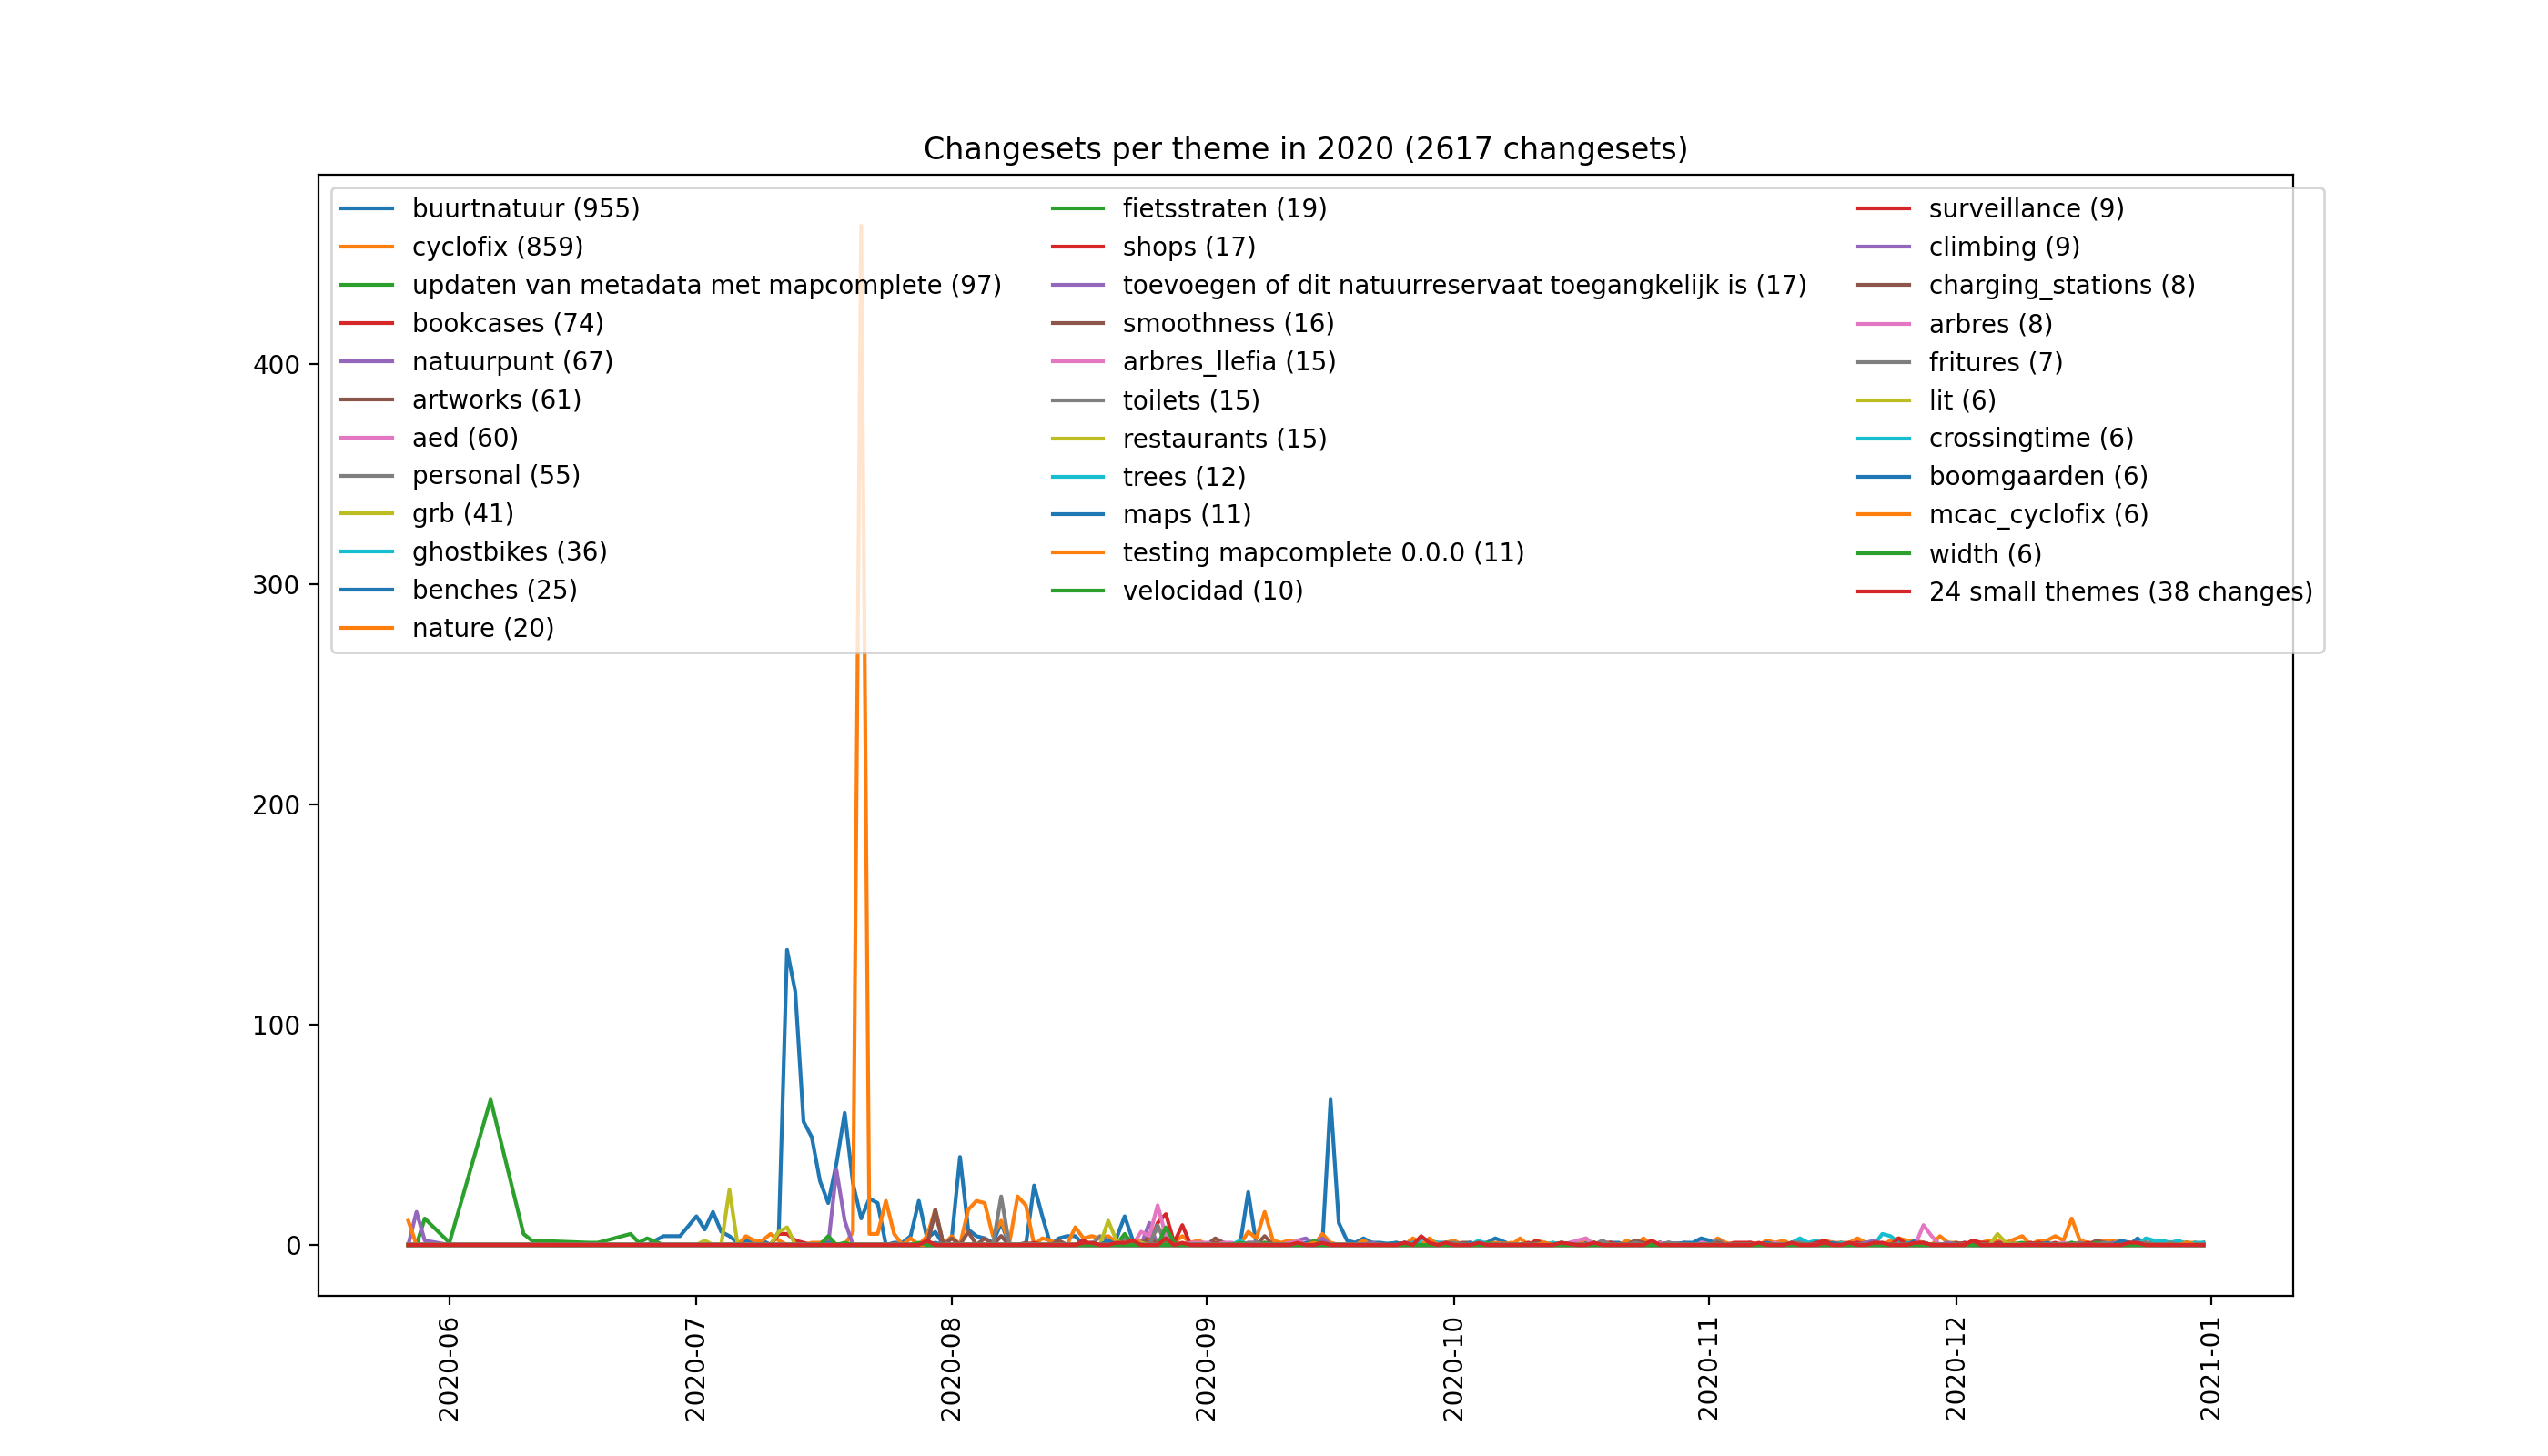 Changesets per theme in 2020 (2617 changesets)
buurtnatuur (955)
cyclofix (859)
updaten van metadata met mapcomplete (97)
bookcases (74)
natuurpunt (67)
artworks (61)
aed (60)
personal (55)
grb (41)
ghostbikes (36)
benches (25)
nature (20)
fietsstraten (19)
shops (17)
toevoegen of dit natuurreservaat toegangkelijk is (17)
smoothness (16)
arbres_llefia (15)
toilets (15)
restaurants (15)
trees (12)
maps (11)
testing mapcomplete 0.0.0 (11)
velocidad (10)
surveillance (9)
climbing (9)
charging_stations (8)
arbres (8)
fritures (7)
lit (6)
crossingtime (6)
boomgaarden (6)
mcac_cyclofix (6)
width (6)
24 small themes (38 changes)
400
300
200
100
0
2020-06
2020-07
2020-08
2020-09
2020-10
2020-11
2020-12
2021-01